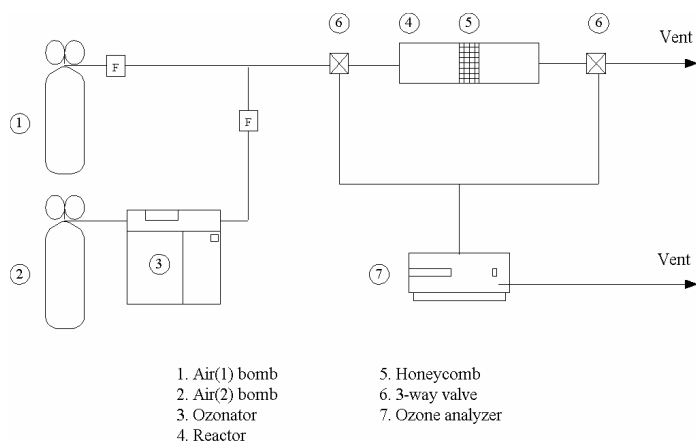 6
4
5
6
Vent
F
1
F
2
3
7
Vent
1. Air(1) bomb
2. Air(2) bomb
3. Ozonator
4. Reactor
5. Honeycomb
6. 3-way valve
7. Ozone analyzer